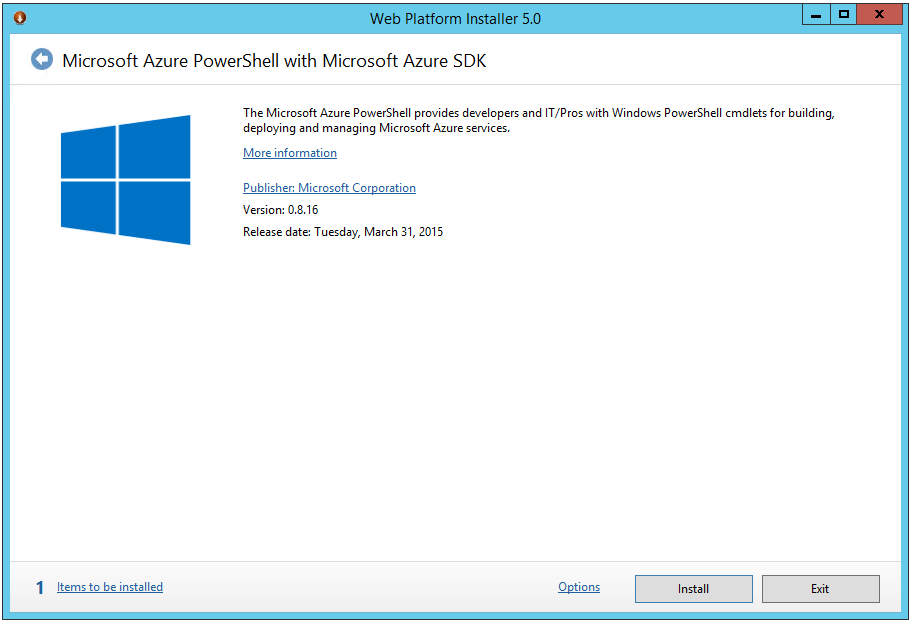 Web Platform Installer 5.0
Microsoft Azure PowerShell with Microsoft Azure SDK
The Microsoft Azure PowerShell provides developers and IT/Pros with Windows PowerShell cmdlets for building,
deploying and managing Microsoft Azure services.
More information
Publisher: Microsoft Corporation
Version: 0.8.16
Release date: Tuesday, March 31, 2015
1 Items to be installed
Options
Install
Exit